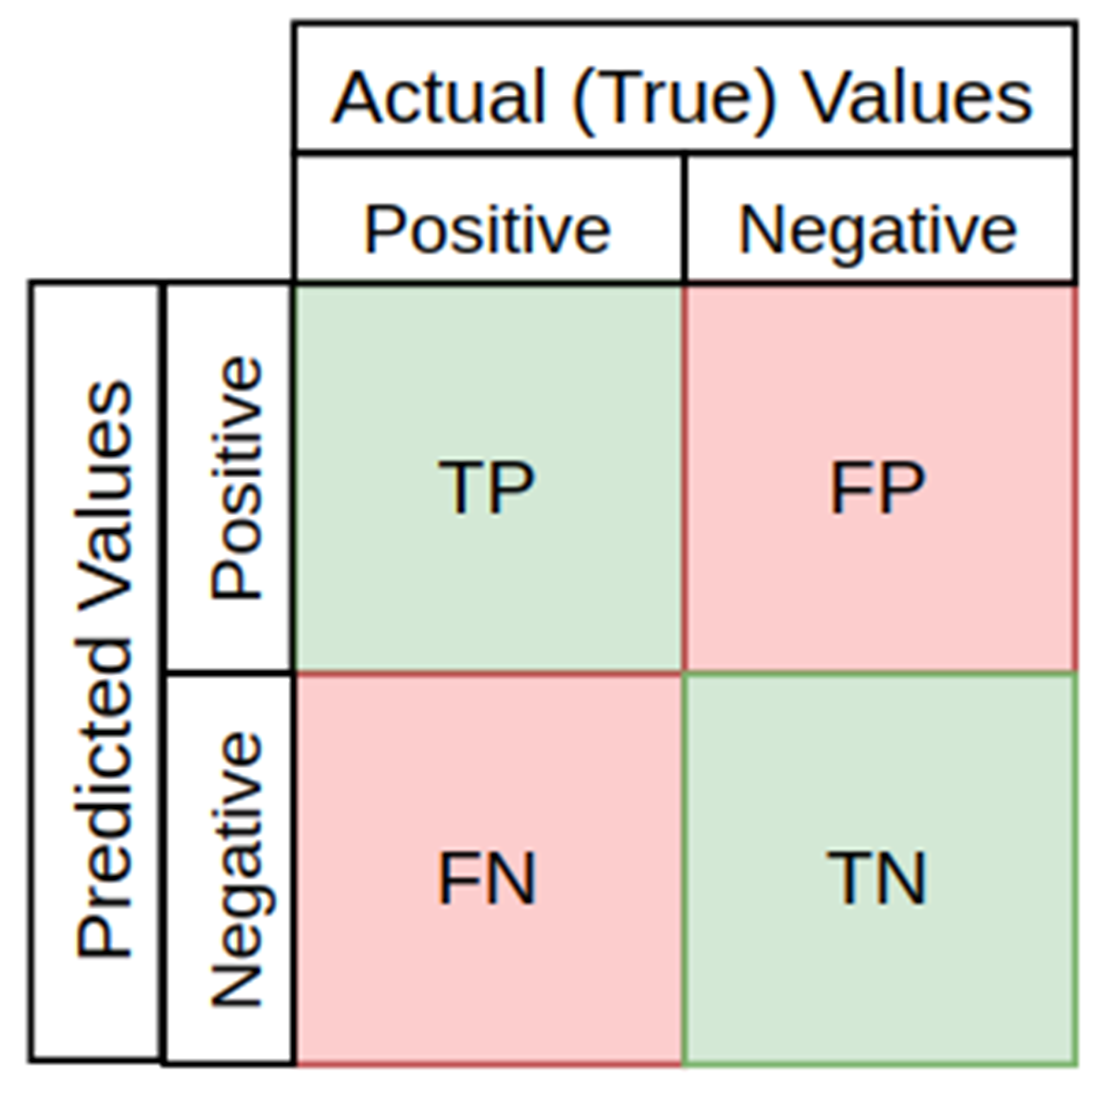 Actual (True) Values
Positive
Negative
Predicted Values
Positive
TP
FP
Negative
FN
TN